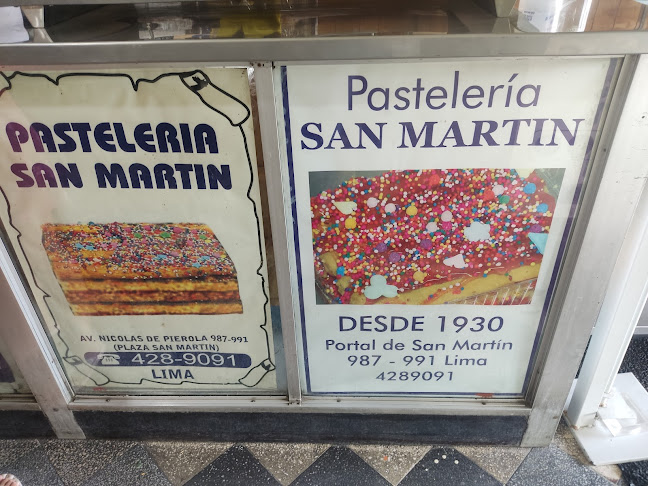 PASTELERIA
SAN MARTIN
AV. NICOLAS DE PIEROLA 987-991
(PLAZA SAN MARTIN)
428-9091
LIMA
Pastelería
SAN MARTIN
DESDE 1930
Portal de San Martín
987 - 991 Lima
4289091